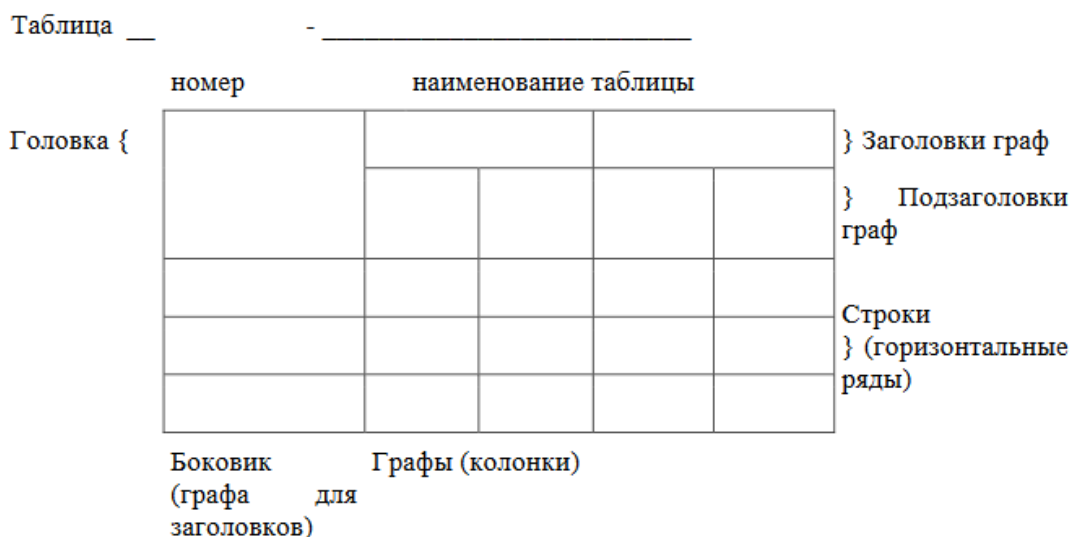 Таблица __ - __________________________
номер наименование таблицы
Головка {
} Заголовки граф
} Подзаголовки
граф
Строки
} (горизонтальные
ряды)
Боковик Графы (колонки)
(графа для
заголовков)